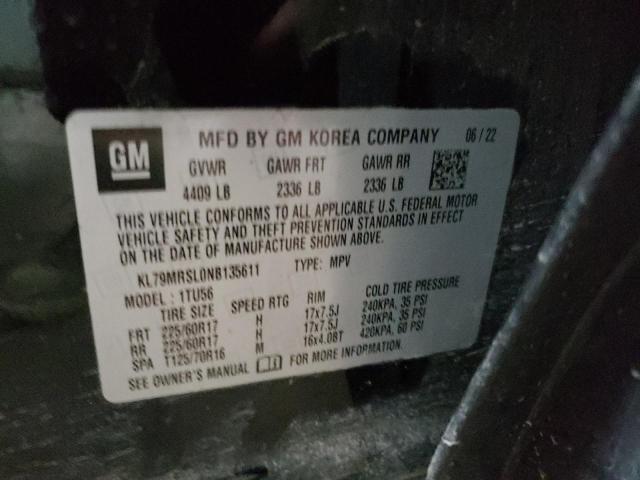 GM
MFD BY GM KOREA COMPANY 06 / 22
GVWR GAWR FRT GAWR RR
4409 LB 2336 LB 2336 LB
THIS VEHICLE CONFORMS TO ALL APPLICABLE U.S. FEDERAL MOTOR
VEHICLE SAFETY AND THEFT PREVENTION STANDARDS IN EFFECT
ON THE DATE OF MANUFACTURE SHOWN ABOVE.
KL79MRSL0NB135611 TYPE: MPV
MODEL : 1TU56
TIRE SIZE SPEED RTG RIM COLD TIRE PRESSURE
FRT 225/60R17 H 17x7.5J 240KPA, 35 PSI
RR 225/60R17 H 17x7.5J 240KPA, 35 PSI
SPA T125/70R16 M 16x4.0BT 420KPA, 60 PSI
SEE OWNER'S MANUAL FOR MORE INFORMATION.